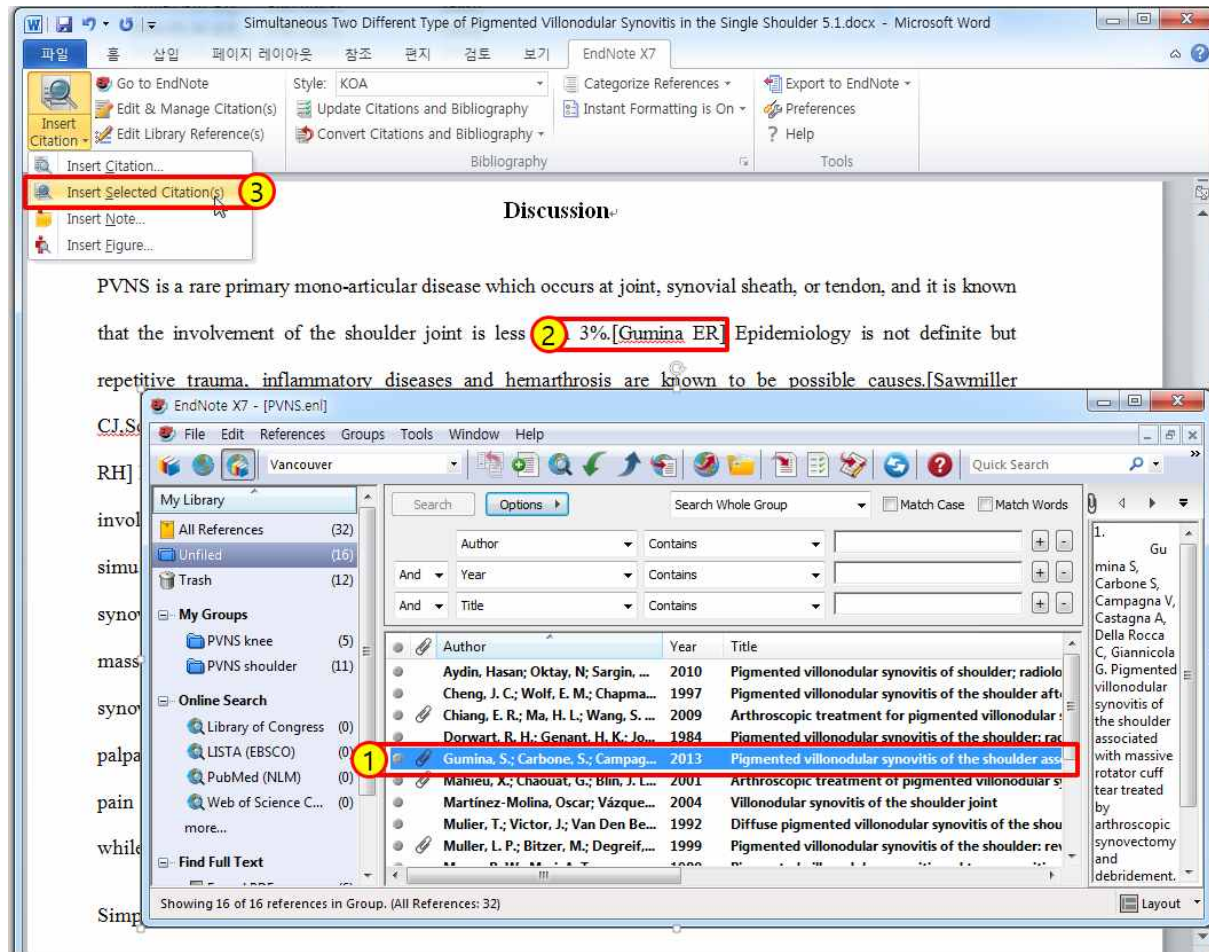 Simultaneous Two Different Type of Pigmented Villonodular Synovitis in the Single Shoulder 5.1.docx - Microsoft Word
파일 홈 삽입 페이지 레이아웃 참조 편지 검토 보기 EndNote X7
Insert Citation
Go to EndNote
Edit & Manage Citation(s)
Edit Library Reference(s)
Style: KOA
Update Citations and Bibliography
Convert Citations and Bibliography
Bibliography
Categorize References
Instant Formatting is On
Export to EndNote
Preferences
Help
Tools
Insert Citation...
Insert Selected Citation(s) 3
Insert Note...
Insert Figure...
Discussion
PVNS is a rare primary mono-articular disease which occurs at joint, synovial sheath, or tendon, and it is known
that the involvement of the shoulder joint is less 2 3%.[Gumina ER] Epidemiology is not definite but
repetitive trauma, inflammatory diseases and hemarthrosis are known to be possible causes.[Sawmiller
CJ,S
RH]
invol
simu
syno
mass
syno
palpa
pain
while
Simp
EndNote X7 - [PVNS.enl]
File Edit References Groups Tools Window Help
Vancouver
Quick Search
My Library
All References (32)
Unfiled (16)
Trash (12)
My Groups
PVNS knee (5)
PVNS shoulder (11)
Online Search
Library of Congress (0)
LISTA (EBSCO) (0)
PubMed (NLM) (0)
Web of Science C... (0)
more...
Find Full Text
Search Options Search Whole Group Match Case Match Words
Author Contains + -
And Year Contains + -
And Title Contains + -
Author Year Title
Aydin, Hasan; Oktay, N; Sargin, ... 2010 Pigmented villonodular synovitis of shoulder; radiolo
Cheng, J. C.; Wolf, E. M.; Chapma... 1997 Pigmented villonodular synovitis of the shoulder aft
Chiang, E. R.; Ma, H. L.; Wang, S. ... 2009 Arthroscopic treatment for pigmented villonodular
Dorwart, R. H.; Genant, H. K.; Jo... 1984 Pigmented villonodular synovitis of the shoulder: rad
1 Gumina, S.; Carbone, S.; Campag... 2013 Pigmented villonodular synovitis of the shoulder ass
Mahieu, X.; Chaouat, G.; Blin, J. L... 2001 Arthroscopic treatment of pigmented villonodular s
Martínez-Molina, Oscar; Vázque... 2004 Villonodular synovitis of the shoulder joint
Mulier, T.; Victor, J.; Van Den Be... 1992 Diffuse pigmented villonodular synovitis of the shou
Muller, L. P.; Bitzer, M.; Degreif,... 1999 Pigmented villonodular synovitis of the shoulder: rev
1.
Gu
mina S,
Carbone S,
Campagna V,
Castagna A,
Della Rocca
C, Giannicola
G. Pigmented
villonodular
synovitis of
the shoulder
associated
with massive
rotator cuff
tear treated
by
arthroscopic
synovectomy
and
debridement.
Showing 16 of 16 references in Group. (All References: 32)
Layout